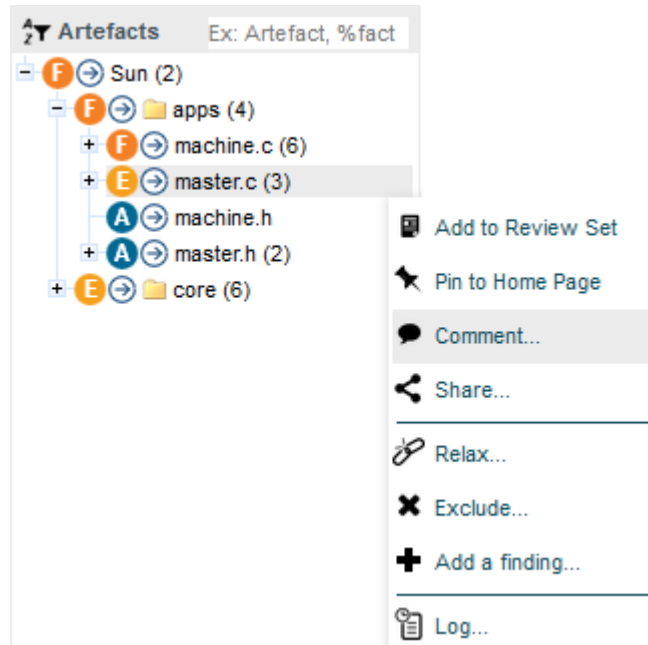 Artefacts Ex: Artefact, %fact
F Sun (2)
F apps (4)
F machine.c (6)
E master.c (3)
A machine.h
A master.h (2)
E core (6)
Add to Review Set
Pin to Home Page
Comment...
Share...
Relax...
Exclude...
Add a finding...
Log...